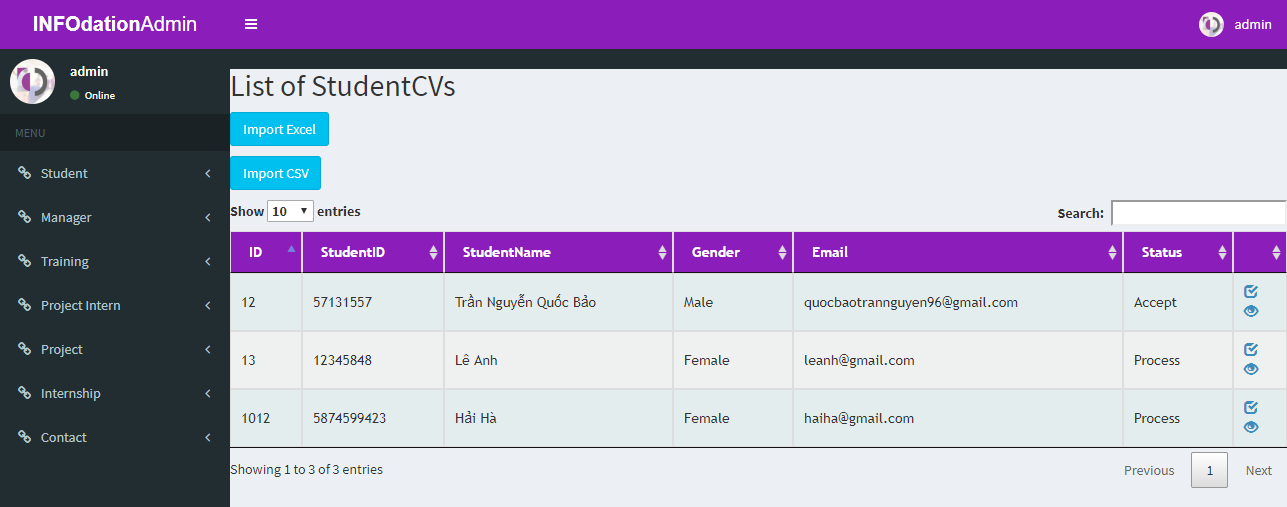 INFOdationAdmin
admin
admin
Online
MENU
Student
Manager
Training
Project Intern
Project
Internship
Contact
List of StudentCVs
Import Excel
Import CSV
Show 10 entries
Search:
ID StudentID StudentName Gender Email Status
12 57131557 Trần Nguyễn Quốc Bảo Male quocbaotrannguyen96@gmail.com Accept
13 12345848 Lê Anh Female leanh@gmail.com Process
1012 5874599423 Hải Hà Female haiha@gmail.com Process
Showing 1 to 3 of 3 entries
Previous 1 Next